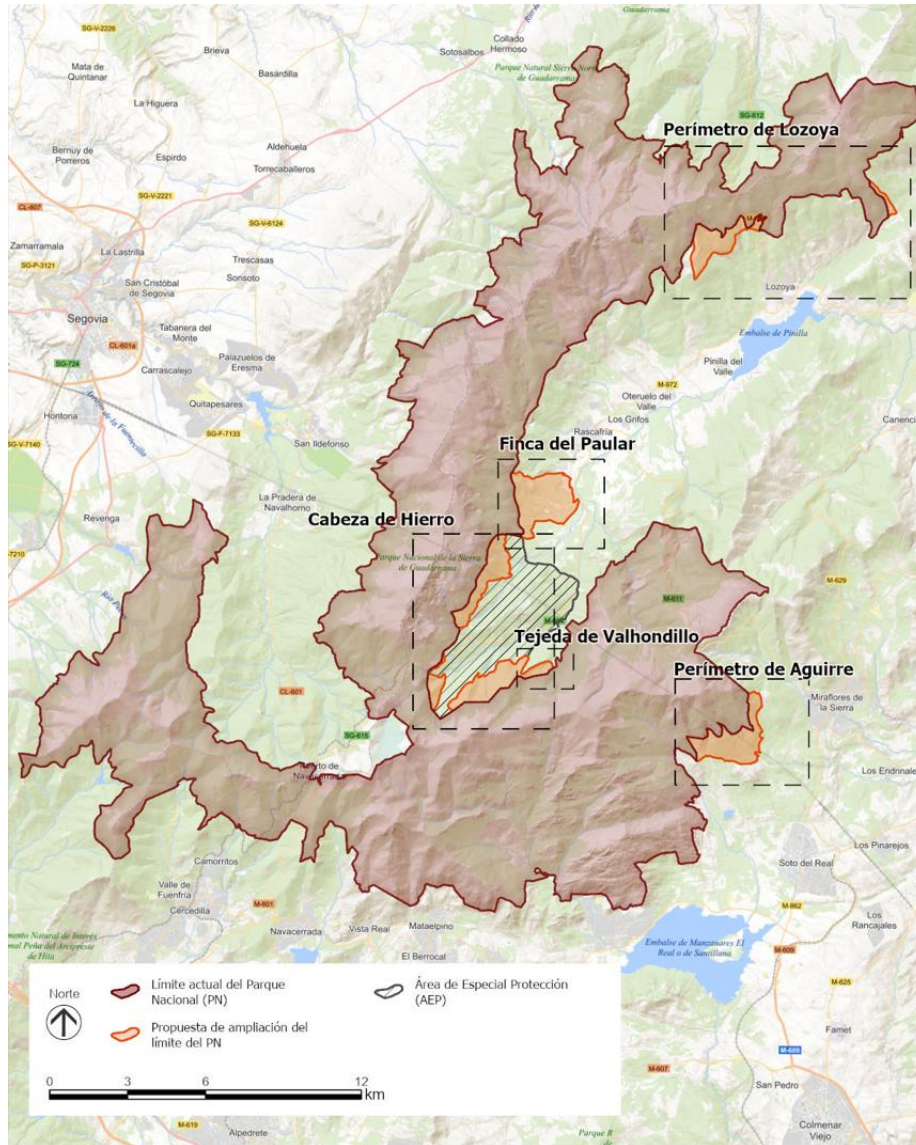 SG-V-2226
Brieva
Collado
Hermoso
Guadarrama
Sotosalbos
Mata de
Quintanar
Basardilla
Parque Natural Sierra Norte
de Guadarrama
La Higuera
SG-612
Perímetro de Lozoya
Bernuy de
Porreros
Espirdo
Aldehuela
Torrecaballeros
SG-V-2221
CL-607
SG-V-6124
Zamarramala
La Lastrilla
Trescasas
SG-P-3121
San Cristóbal
de Segovia
Sonsoto
Lozoya
Segovia
Tabanera del
Monte
CL-601a
Embalse de Pinilla
SG-724
Palazuelos de
Eresma
Carrascalejo
Pinilla del
Valle
M-972
Quitapesares
Oteruelo del
Valle
Hontoria
Los Grifos
Canenci
SG-V-7140
SG-P-7133
San Ildefonso
Rascafría
Finca del Paular
La Pradera de
Navalhorno
Revenga
Cabeza de Hierro
-7210
Parque Nacional de la Sierra
de Guadarrama
M-629
M-611
Tejeda de Valhondillo
Perímetro de Aguirre
CL-601
Miraflores de
la Sierra
SG-615
Puerto de
Navacerrada
Los Endrinale
Los Pinarejos
Camorritos
Soto del Real
Valle de
Fuenfría
M-862
Cercedilla
M-601
Los
Rancajales
Navacerrada
Vista Real
Mataelpino
Embalse de Manzanares El
Real o de Santillana
El Berrocal
M-609
M-625
Norte
Límite actual del Parque
Nacional (PN)
Área de Especial Protección
(AEP)
Propuesta de ampliación del
límite del PN
Famet
M-609
M-607
0 3 6 12
km
San Pedro
M-619
Alpedrete
Parque R
de
Colmenar
Viejo